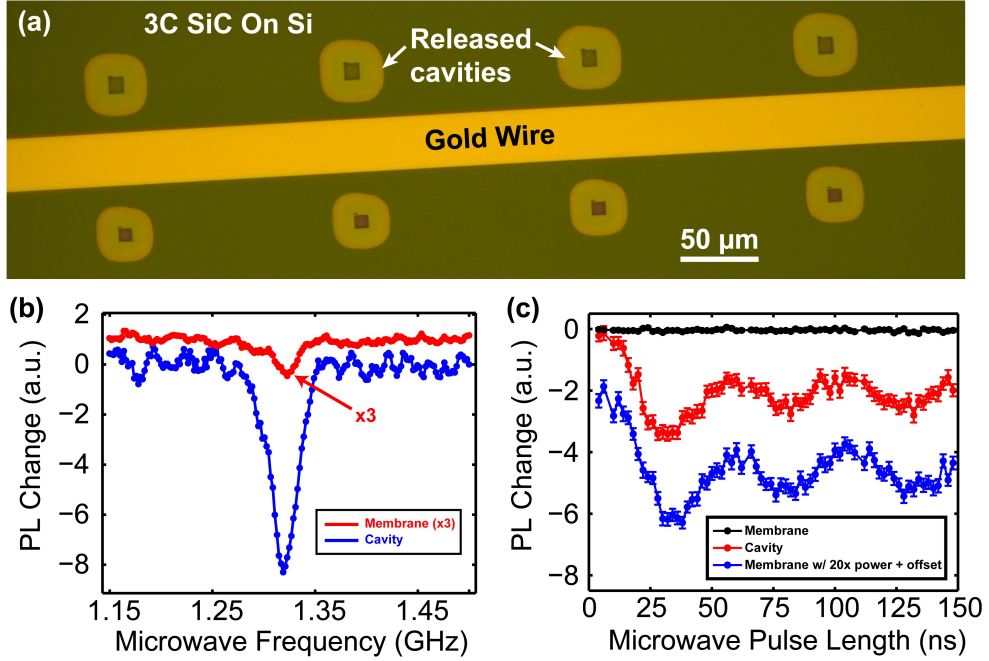 (a)
3C SiC On Si
Released
cavities
Gold Wire
50 µm
(b)
2
0
−2
−4
−6
−8
PL Change (a.u.)
x3
Membrane (x3)
Cavity
1.15
1.25
1.35
1.45
Microwave Frequency (GHz)
(c)
0
−2
−4
−6
−8
PL Change (a.u.)
Membrane
Cavity
Membrane w/ 20x power + offset
0
25
50
75
100
125
150
Microwave Pulse Length (ns)